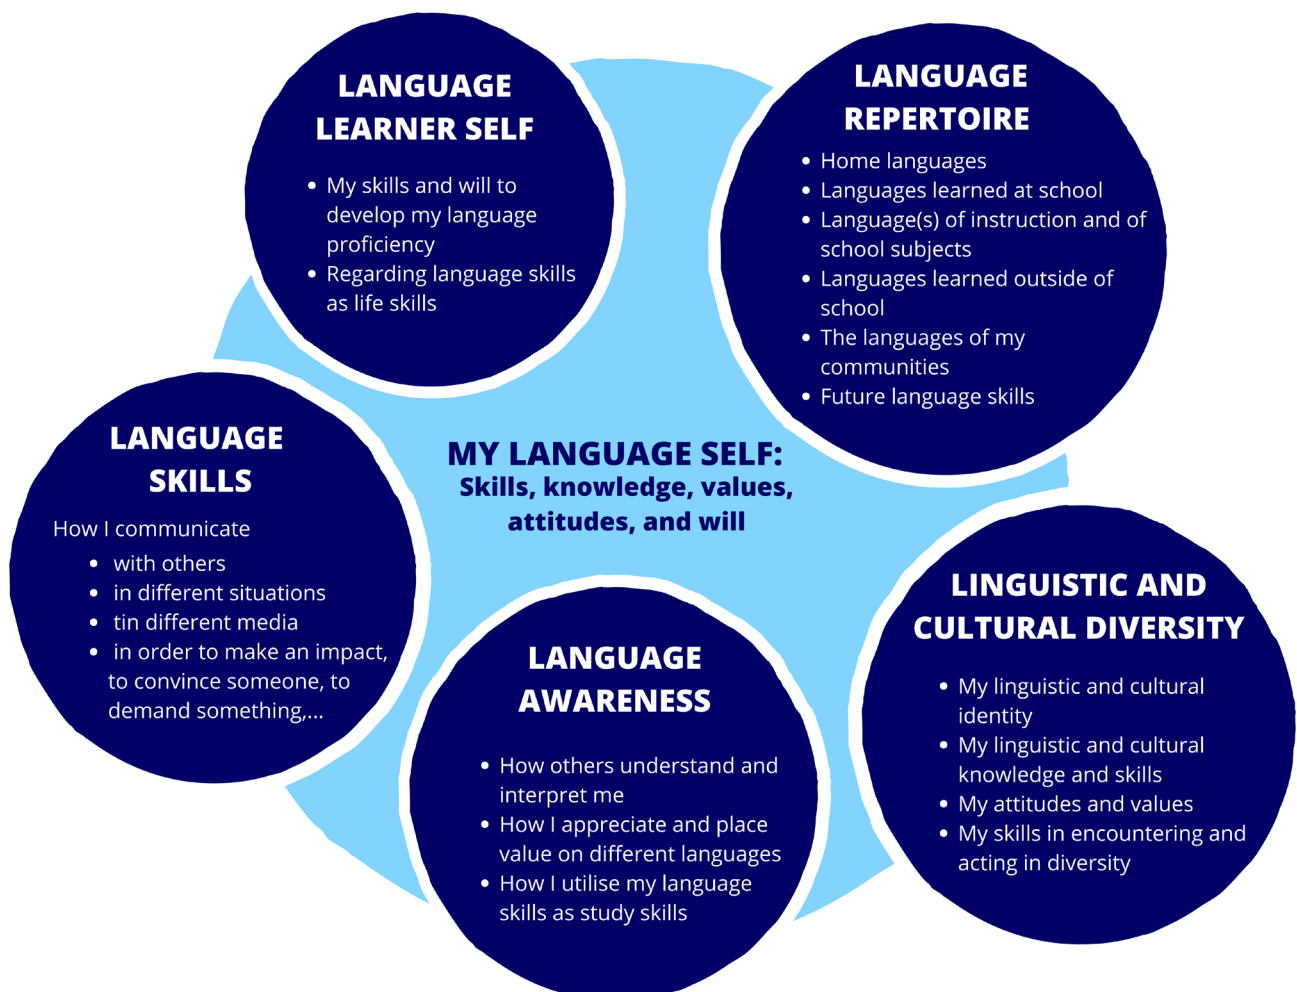 LANGUAGE
LEARNER SELF
• My skills and will to
develop my language
proficiency
• Regarding language skills
as life skills
LANGUAGE
REPERTOIRE
• Home languages
• Languages learned at school
• Language(s) of instruction and of
school subjects
• Languages learned outside of
school
• The languages of my
communities
• Future language skills
MY LANGUAGE SELF:
Skills, knowledge, values,
attitudes, and will
LANGUAGE
SKILLS
How I communicate
• with others
• in different situations
• tin different media
• in order to make an impact,
to convince someone, to
demand something,...
LANGUAGE
AWARENESS
• How others understand and
interpret me
• How I appreciate and place
value on different languages
• How I utilise my language
skills as study skills
LINGUISTIC AND
CULTURAL DIVERSITY
• My linguistic and cultural
identity
• My linguistic and cultural
knowledge and skills
• My attitudes and values
• My skills in encountering and
acting in diversity